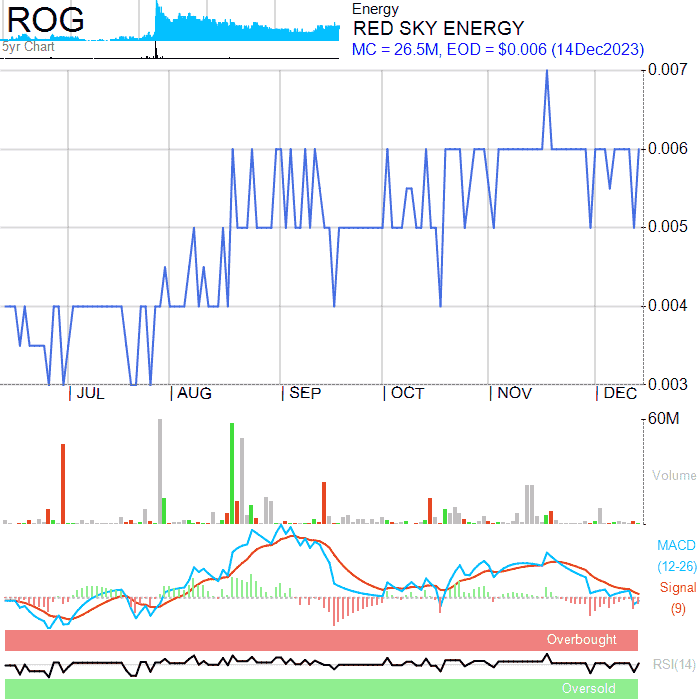 ROG
5yr Chart
Energy
RED SKY ENERGY
MC = 26.5M, EOD = $0.006 (14Dec2023)
0.007
0.006
0.005
0.004
0.003
JUL AUG SEP OCT NOV DEC
60M
Volume
MACD
(12-26)
Signal
(9)
Overbought
RSI(14)
Oversold